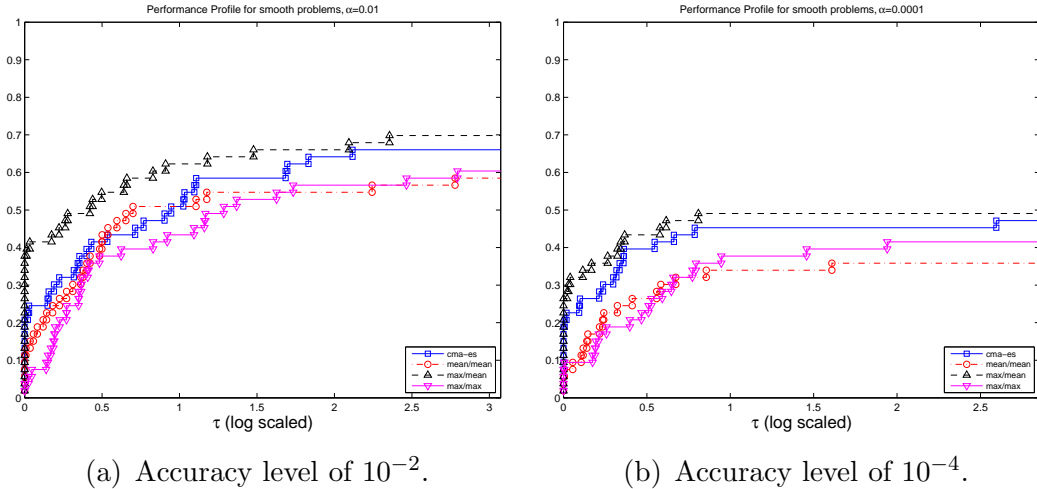 Performance Profile for smooth problems, α=0.01
1
0.9
0.8
0.7
0.6
0.5
0.4
0.3
0.2
0.1
0
0 0.5 1 1.5 2 2.5 3
τ (log scaled)
cma−es
mean/mean
max/mean
max/max
(a) Accuracy level of 10⁻².
Performance Profile for smooth problems, α=0.0001
1
0.9
0.8
0.7
0.6
0.5
0.4
0.3
0.2
0.1
0
0 0.5 1 1.5 2 2.5
τ (log scaled)
cma−es
mean/mean
max/mean
max/max
(b) Accuracy level of 10⁻⁴.